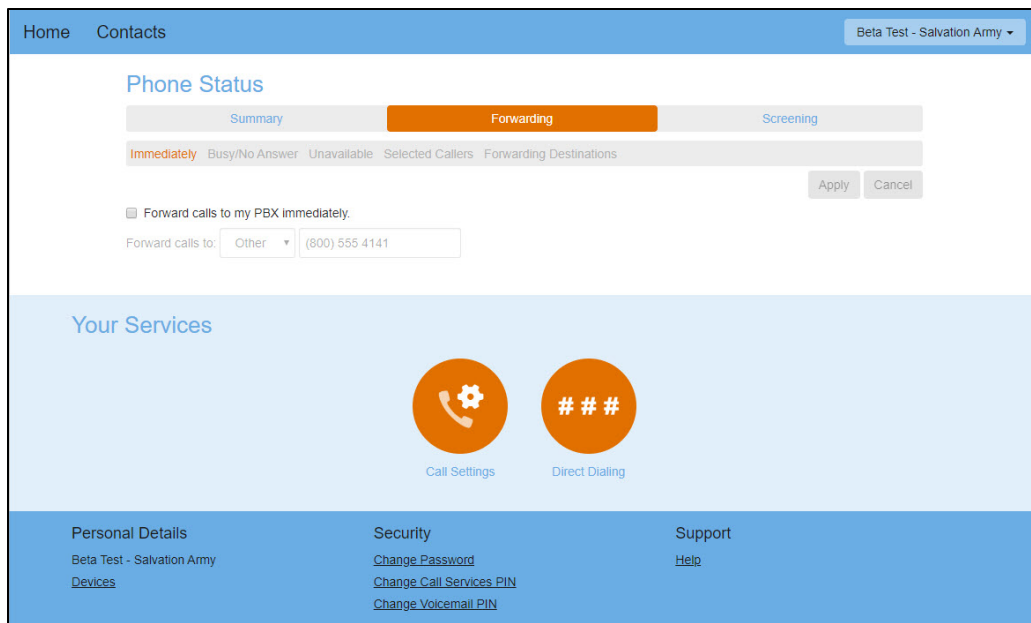 Home Contacts Beta Test - Salvation Army
Phone Status
Summary Forwarding Screening
Immediately Busy/No Answer Unavailable Selected Callers Forwarding Destinations
Apply Cancel
Forward calls to my PBX immediately.
Forward calls to: Other (800) 555 4141
Your Services
# # #
Call Settings Direct Dialing
Personal Details Security Support
Beta Test - Salvation Army Change Password Help
Devices Change Call Services PIN
Change Voicemail PIN